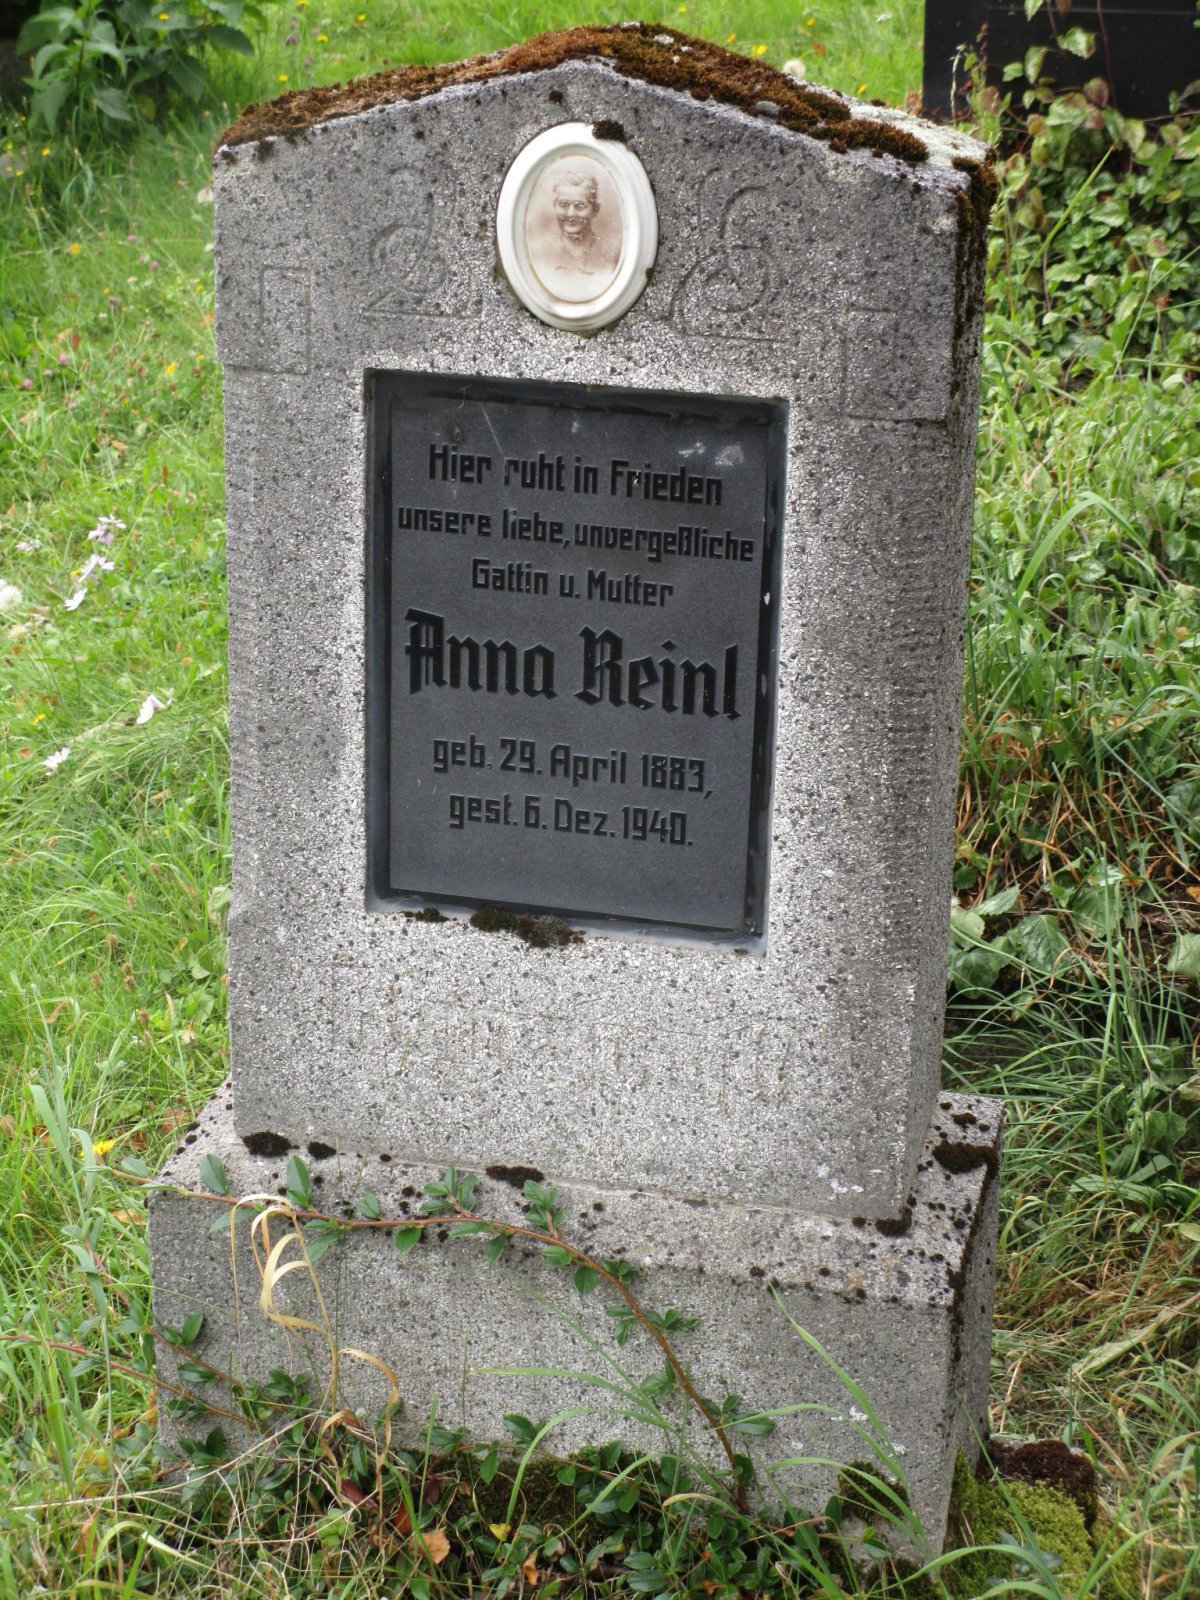 Hier ruht in Frieden
unsere liebe, unvergeßliche
Gattin u. Mutter
Anna Reinl
geb. 29. April 1883,
gest. 6. Dez. 1940.